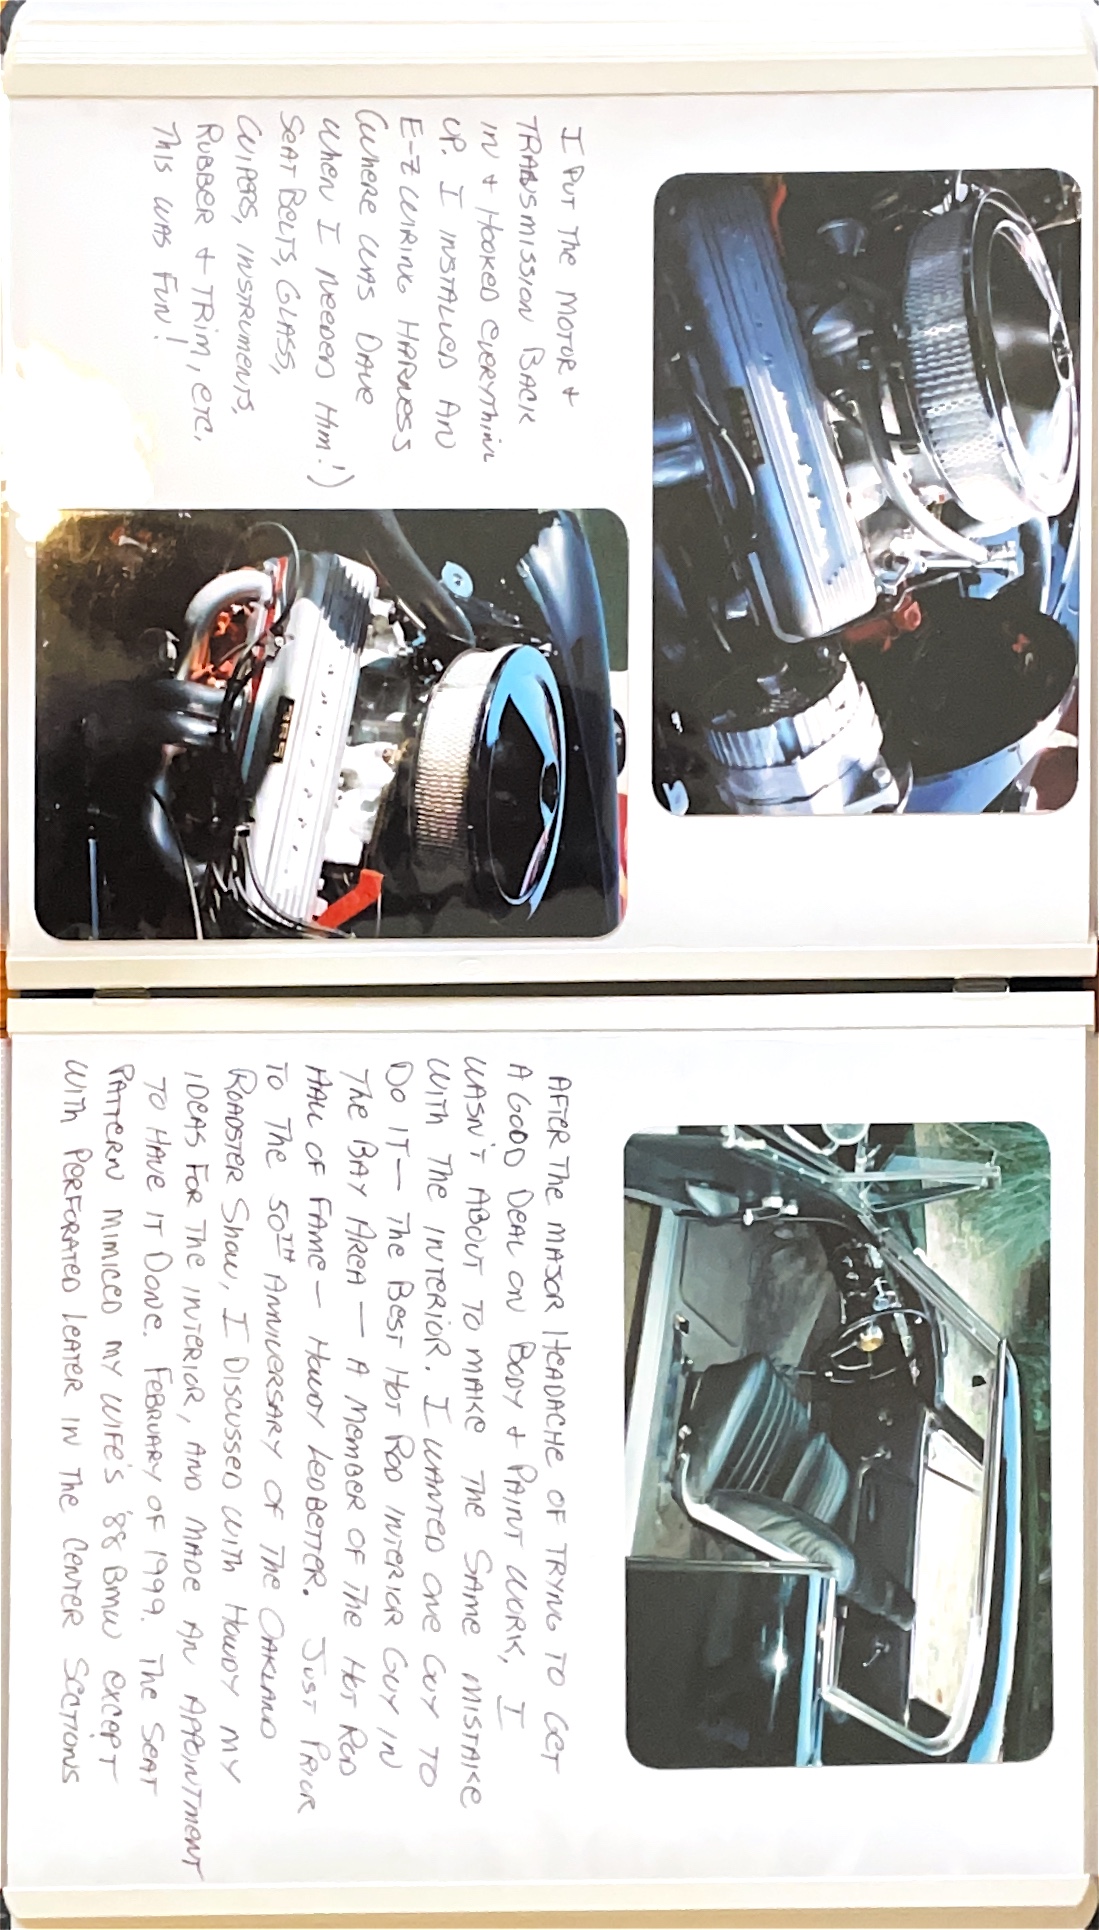 I PUT THE MOTOR +
TRANSMISSION BACK
IN + HOOKED EVERYTHING
UP. I INSTALLED AN
E-Z WIRING HARNESS
(WHERE WAS DAVE
WHEN I NEEDED HIM!)
SEAT BELTS, GLASS,
WIPERS, INSTRUMENTS,
RUBBER + TRIM, ETC.
THIS WAS FUN!
AFTER THE MAJOR HEADACHE OF TRYNG TO GET
A GOOD DEAL ON BODY + PAINT WORK, I
WASN'T ABOUT TO MAKE THE SAME MISTAKE
WITH THE INTERIOR. I WANTED ONE GUY TO
DO IT — THE BEST HOT ROD INTERIOR GUY IN
THE BAY AREA — A MEMBER OF THE HOT ROD
HALL OF FAME — HOWDY LEDBETTER. JUST PRIOR
TO THE 50TH ANNIVERSARY OF THE OAKLAND
ROADSTER SHOW, I DISCUSSED WITH HOWDY MY
IDEAS FOR THE INTERIOR, AND MADE AN APPOINTMENT
TO HAVE IT DONE. FEBRUARY OF 1999. THE SEAT
PATTERN MIMICED MY WIFE'S '88 BMW EXCEPT
WITH PERFORATED LEATER IN THE CENTER SECTIONS